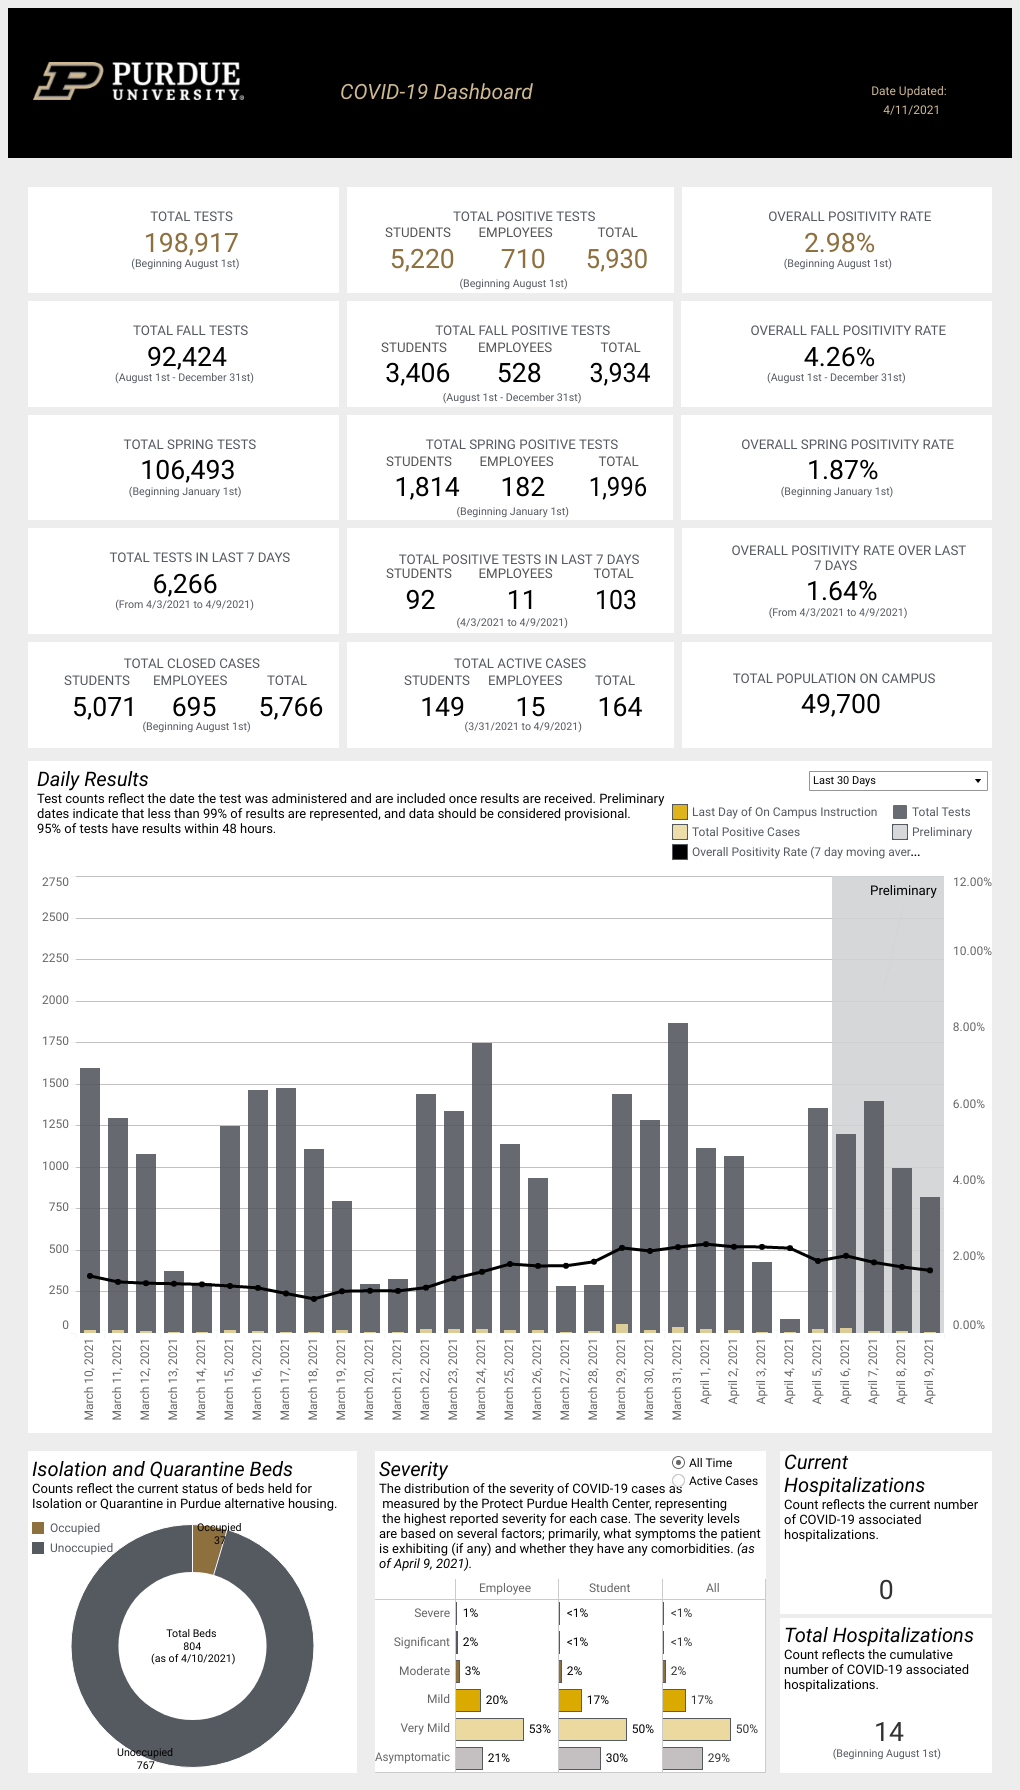 PURDUE
UNIVERSITY®
COVID-19 Dashboard
Date Updated:
4/11/2021
TOTAL TESTS
198,917
(Beginning August 1st)
TOTAL POSITIVE TESTS
STUDENTS EMPLOYEES TOTAL
5,220 710 5,930
(Beginning August 1st)
OVERALL POSITIVITY RATE
2.98%
(Beginning August 1st)
TOTAL FALL TESTS
92,424
(August 1st - December 31st)
TOTAL FALL POSITIVE TESTS
STUDENTS EMPLOYEES TOTAL
3,406 528 3,934
(August 1st - December 31st)
OVERALL FALL POSITIVITY RATE
4.26%
(August 1st - December 31st)
TOTAL SPRING TESTS
106,493
(Beginning January 1st)
TOTAL SPRING POSITIVE TESTS
STUDENTS EMPLOYEES TOTAL
1,814 182 1,996
(Beginning January 1st)
OVERALL SPRING POSITIVITY RATE
1.87%
(Beginning January 1st)
TOTAL TESTS IN LAST 7 DAYS
6,266
(From 4/3/2021 to 4/9/2021)
TOTAL POSITIVE TESTS IN LAST 7 DAYS
STUDENTS EMPLOYEES TOTAL
92 11 103
(4/3/2021 to 4/9/2021)
OVERALL POSITIVITY RATE OVER LAST
7 DAYS
1.64%
(From 4/3/2021 to 4/9/2021)
TOTAL CLOSED CASES
STUDENTS EMPLOYEES TOTAL
5,071 695 5,766
(Beginning August 1st)
TOTAL ACTIVE CASES
STUDENTS EMPLOYEES TOTAL
149 15 164
(3/31/2021 to 4/9/2021)
TOTAL POPULATION ON CAMPUS
49,700
Daily Results
Test counts reflect the date the test was administered and are included once results are received. Preliminary
dates indicate that less than 99% of results are represented, and data should be considered provisional.
95% of tests have results within 48 hours.
Last 30 Days
Last Day of On Campus Instruction
Total Tests
Total Positive Cases
Preliminary
Overall Positivity Rate (7 day moving aver...
2750
2500
2250
2000
1750
1500
1250
1000
750
500
250
0
Preliminary
12.00%
10.00%
8.00%
6.00%
4.00%
2.00%
0.00%
March 10, 2021
March 11, 2021
March 12, 2021
March 13, 2021
March 14, 2021
March 15, 2021
March 16, 2021
March 17, 2021
March 18, 2021
March 19, 2021
March 20, 2021
March 21, 2021
March 22, 2021
March 23, 2021
March 24, 2021
March 25, 2021
March 26, 2021
March 27, 2021
March 28, 2021
March 29, 2021
March 30, 2021
March 31, 2021
April 1, 2021
April 2, 2021
April 3, 2021
April 4, 2021
April 5, 2021
April 6, 2021
April 7, 2021
April 8, 2021
April 9, 2021
Isolation and Quarantine Beds
Counts reflect the current status of beds held for
Isolation or Quarantine in Purdue alternative housing.
Occupied
Unoccupied
Occupied
37
Total Beds
804
(as of 4/10/2021)
Unoccupied
767
Severity
All Time
Active Cases
The distribution of the severity of COVID-19 cases as
measured by the Protect Purdue Health Center, representing
the highest reported severity for each case. The severity levels
are based on several factors; primarily, what symptoms the patient
is exhibiting (if any) and whether they have any comorbidities. (as
of April 9, 2021).
Employee Student All
Severe 1% <1% <1%
Significant 2% <1% <1%
Moderate 3% 2% 2%
Mild 20% 17% 17%
Very Mild 53% 50% 50%
Asymptomatic 21% 30% 29%
Current
Hospitalizations
Count reflects the current number
of COVID-19 associated
hospitalizations.
0
Total Hospitalizations
Count reflects the cumulative
number of COVID-19 associated
hospitalizations.
14
(Beginning August 1st)